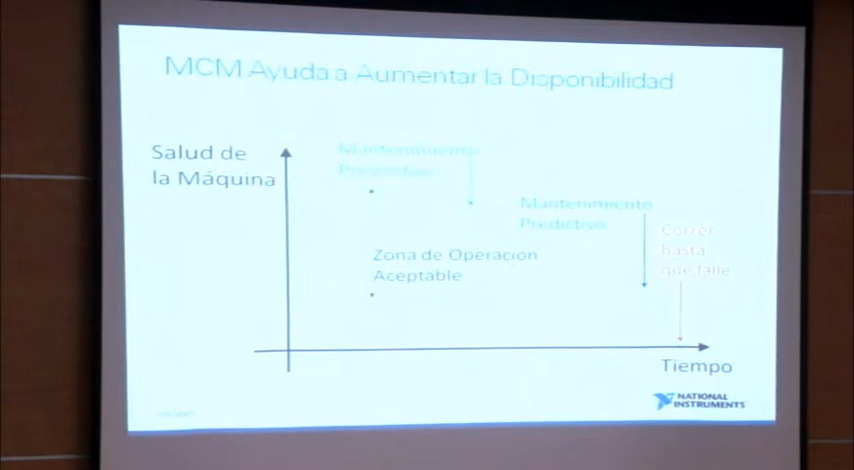 MCM Ayuda a Aumentar la Disponibilidad
Salud de
la Máquina
Mantenimiento
Mantenimiento
Predictivo
Correr
hasta
que falle
Zona de Operacion
Aceptable
Tiempo
NATIONAL
INSTRUMENTS